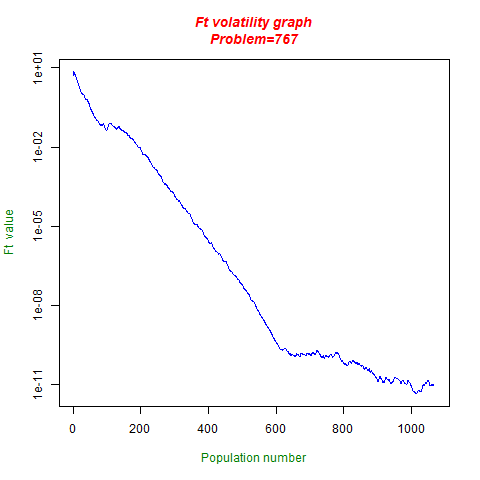 Ft volatility graph
Problem=767
Ft value
1e+01
1e-02
1e-05
1e-08
1e-11
0 200 400 600 800 1000
Population number